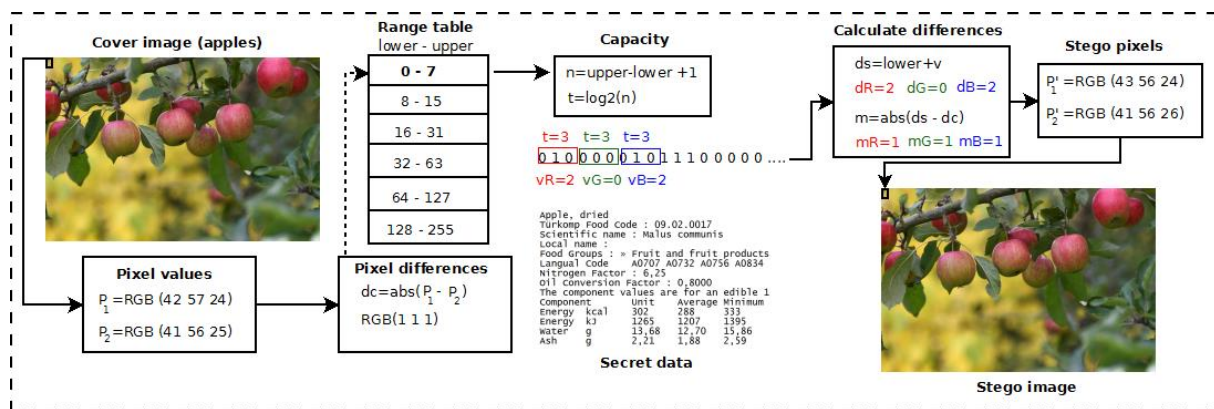 Cover image (apples)
Range table
lower - upper
0 - 7
8 - 15
16 - 31
32 - 63
64 - 127
128 - 255
Capacity
n=upper-lower +1
t=log2(n)
t=3 t=3 t=3
0 1 0 0 0 0 0 1 0 1 1 1 0 0 0 0 0 ....
vR=2 vG=0 vB=2
Apple, dried
Turkomp Food Code : 09.02.0017
Scientific name : Malus communis
Local name :
Food Groups : » Fruit and fruit products
Langual Code A0707 A0732 A0756 A0834
Nitrogen Factor : 6,25
Oil Conversion Factor : 0,8000
The component values are for an edible 1
Component Unit Average Minimum
Energy kcal 302 288 333
Energy kJ 1265 1207 1395
Water g 13,68 12,70 15,86
Ash g 2,21 1,88 2,59
Secret data
Pixel values
P1=RGB (42 57 24)
P2=RGB (41 56 25)
Pixel differences
dc=abs(P1- P2)
RGB(1 1 1)
Calculate differences
ds=lower+v
dR=2 dG=0 dB=2
m=abs(ds - dc)
mR=1 mG=1 mB=1
Stego pixels
P1'=RGB (43 56 24)
P2'=RGB (41 56 26)
Stego image